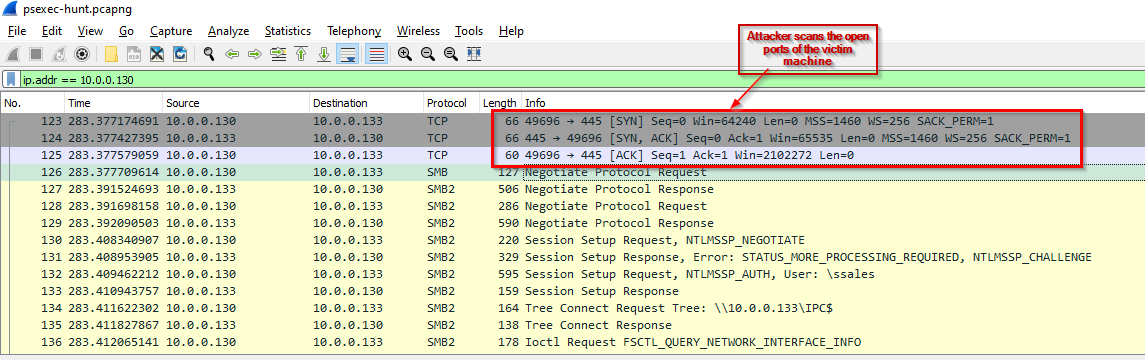 psexec-hunt.pcapng
File Edit View Go Capture Analyze Statistics Telephony Wireless Tools Help
Attacker scans the open
ports of the victim
machine
ip.addr == 10.0.0.130
No. Time Source Destination Protocol Length Info
123 283.377174691 10.0.0.130 10.0.0.133 TCP 66 49696 → 445 [SYN] Seq=0 Win=64240 Len=0 MSS=1460 WS=256 SACK_PERM=1
124 283.377427395 10.0.0.133 10.0.0.130 TCP 66 445 → 49696 [SYN, ACK] Seq=0 Ack=1 Win=65535 Len=0 MSS=1460 WS=256 SACK_PERM=1
125 283.377579059 10.0.0.130 10.0.0.133 TCP 60 49696 → 445 [ACK] Seq=1 Ack=1 Win=2102272 Len=0
126 283.377709614 10.0.0.130 10.0.0.133 SMB 127 Negotiate Protocol Request
127 283.391524693 10.0.0.133 10.0.0.130 SMB2 506 Negotiate Protocol Response
128 283.391698158 10.0.0.130 10.0.0.133 SMB2 286 Negotiate Protocol Request
129 283.392090503 10.0.0.133 10.0.0.130 SMB2 590 Negotiate Protocol Response
130 283.408340907 10.0.0.130 10.0.0.133 SMB2 220 Session Setup Request, NTLMSSP_NEGOTIATE
131 283.408953905 10.0.0.133 10.0.0.130 SMB2 329 Session Setup Response, Error: STATUS_MORE_PROCESSING_REQUIRED, NTLMSSP_CHALLENGE
132 283.409462212 10.0.0.130 10.0.0.133 SMB2 595 Session Setup Request, NTLMSSP_AUTH, User: \ssales
133 283.410943757 10.0.0.133 10.0.0.130 SMB2 159 Session Setup Response
134 283.411622302 10.0.0.130 10.0.0.133 SMB2 164 Tree Connect Request Tree: \\10.0.0.133\IPC$
135 283.411827867 10.0.0.133 10.0.0.130 SMB2 138 Tree Connect Response
136 283.412065141 10.0.0.130 10.0.0.133 SMB2 178 Ioctl Request FSCTL_QUERY_NETWORK_INTERFACE_INFO